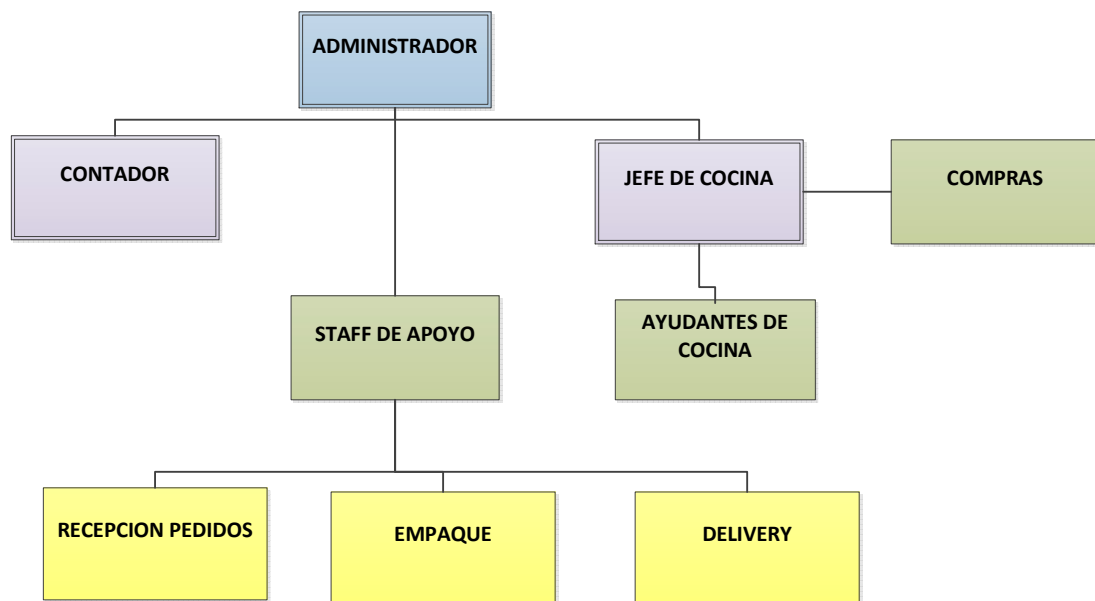 ADMINISTRADOR
CONTADOR
JEFE DE COCINA
COMPRAS
STAFF DE APOYO
AYUDANTES DE
COCINA
RECEPCION PEDIDOS
EMPAQUE
DELIVERY